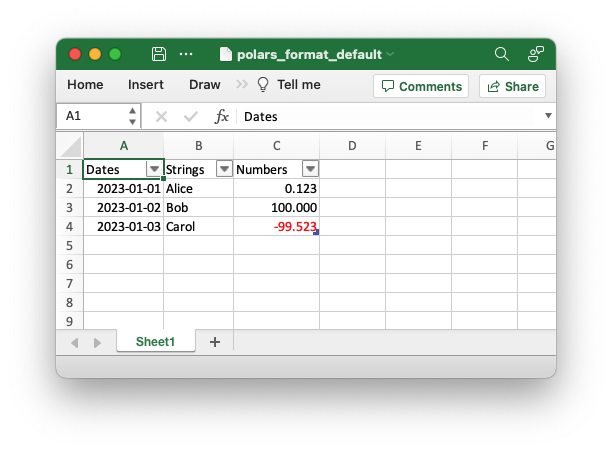 polars_format_default
Home Insert Draw Tell me Comments Share
A1 fx Dates
A B C D E F G
1 Dates Strings Numbers
2 2023-01-01 Alice 0.123
3 2023-01-02 Bob 100.000
4 2023-01-03 Carol -99.523
5
6
7
8
9
Sheet1 +